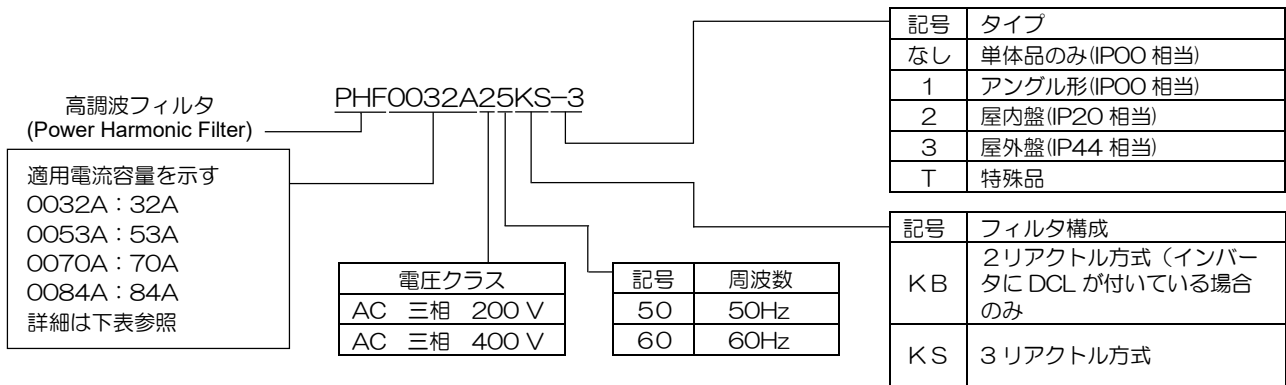 高調波フィルタ
(Power Harmonic Filter)
PHF0032A25KS-3
適用電流容量を示す
0032A：32A
0053A：53A
0070A：70A
0084A：84A
詳細は下表参照
電圧クラス
AC 三相 200 V
AC 三相 400 V
記号 周波数
50 50Hz
60 60Hz
記号 タイプ
なし 単体品のみ(IP00 相当)
1 アングル形(IP00 相当)
2 屋内盤(IP20 相当)
3 屋外盤(IP44 相当)
T 特殊品
記号 フィルタ構成
KB ２リアクトル方式（インバー
タに DCL が付いている場合
のみ
KS 3 リアクトル方式